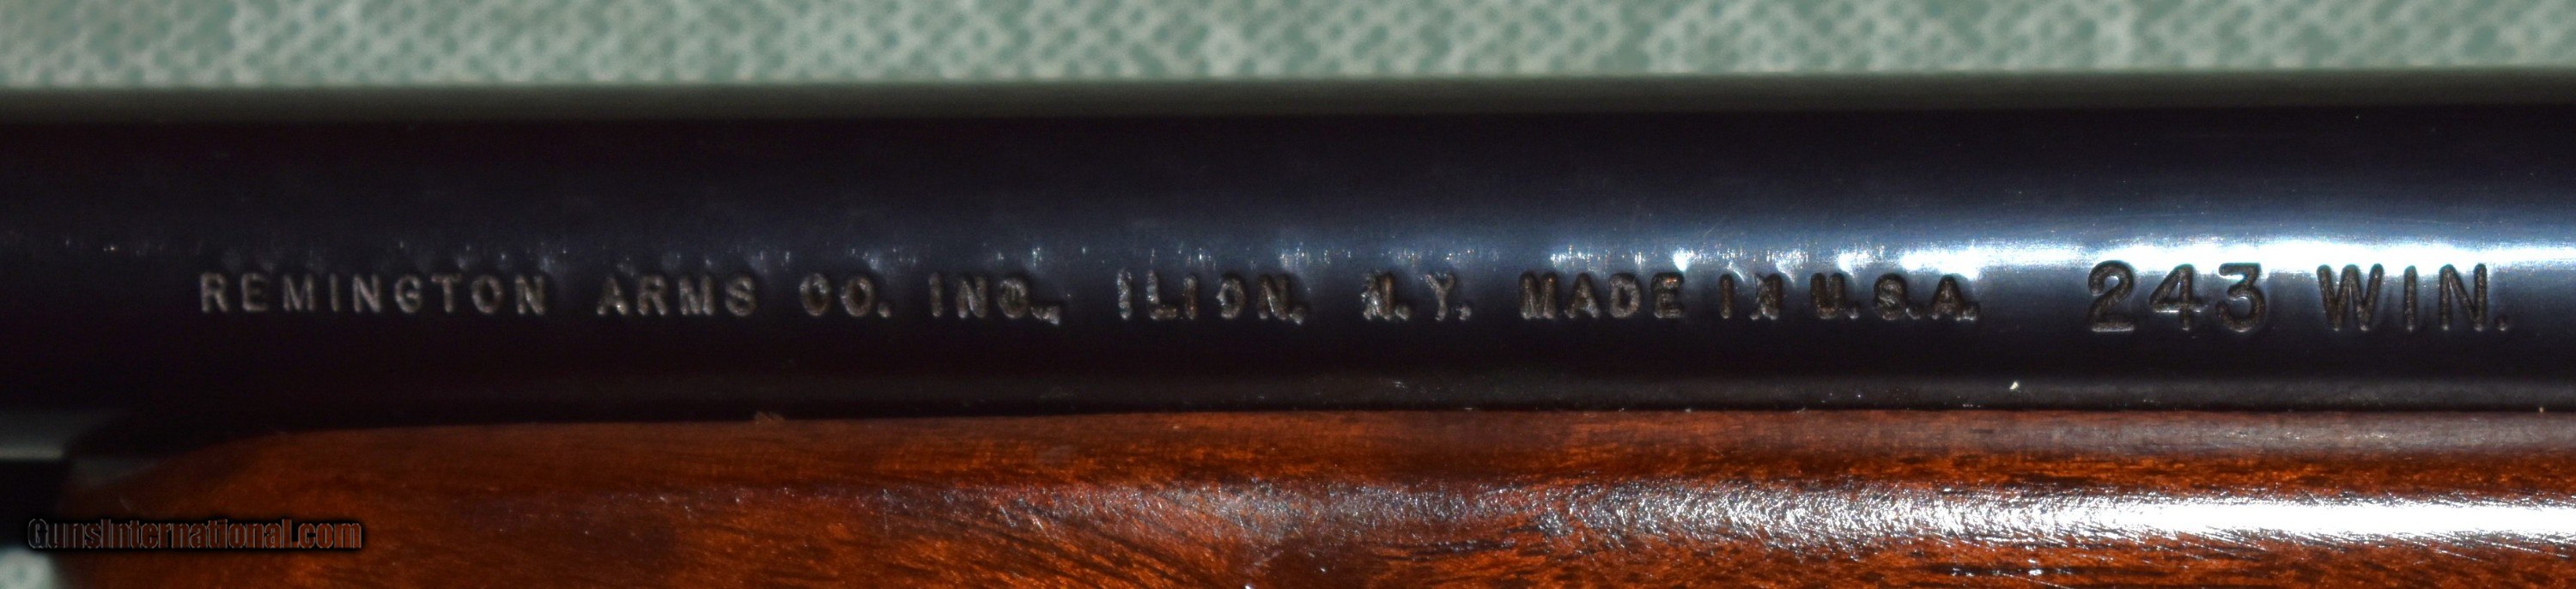 REMINGTON ARMS CO. INC., ILION, N.Y. MADE IN U.S.A. 243 WIN.
GunsInternational.com